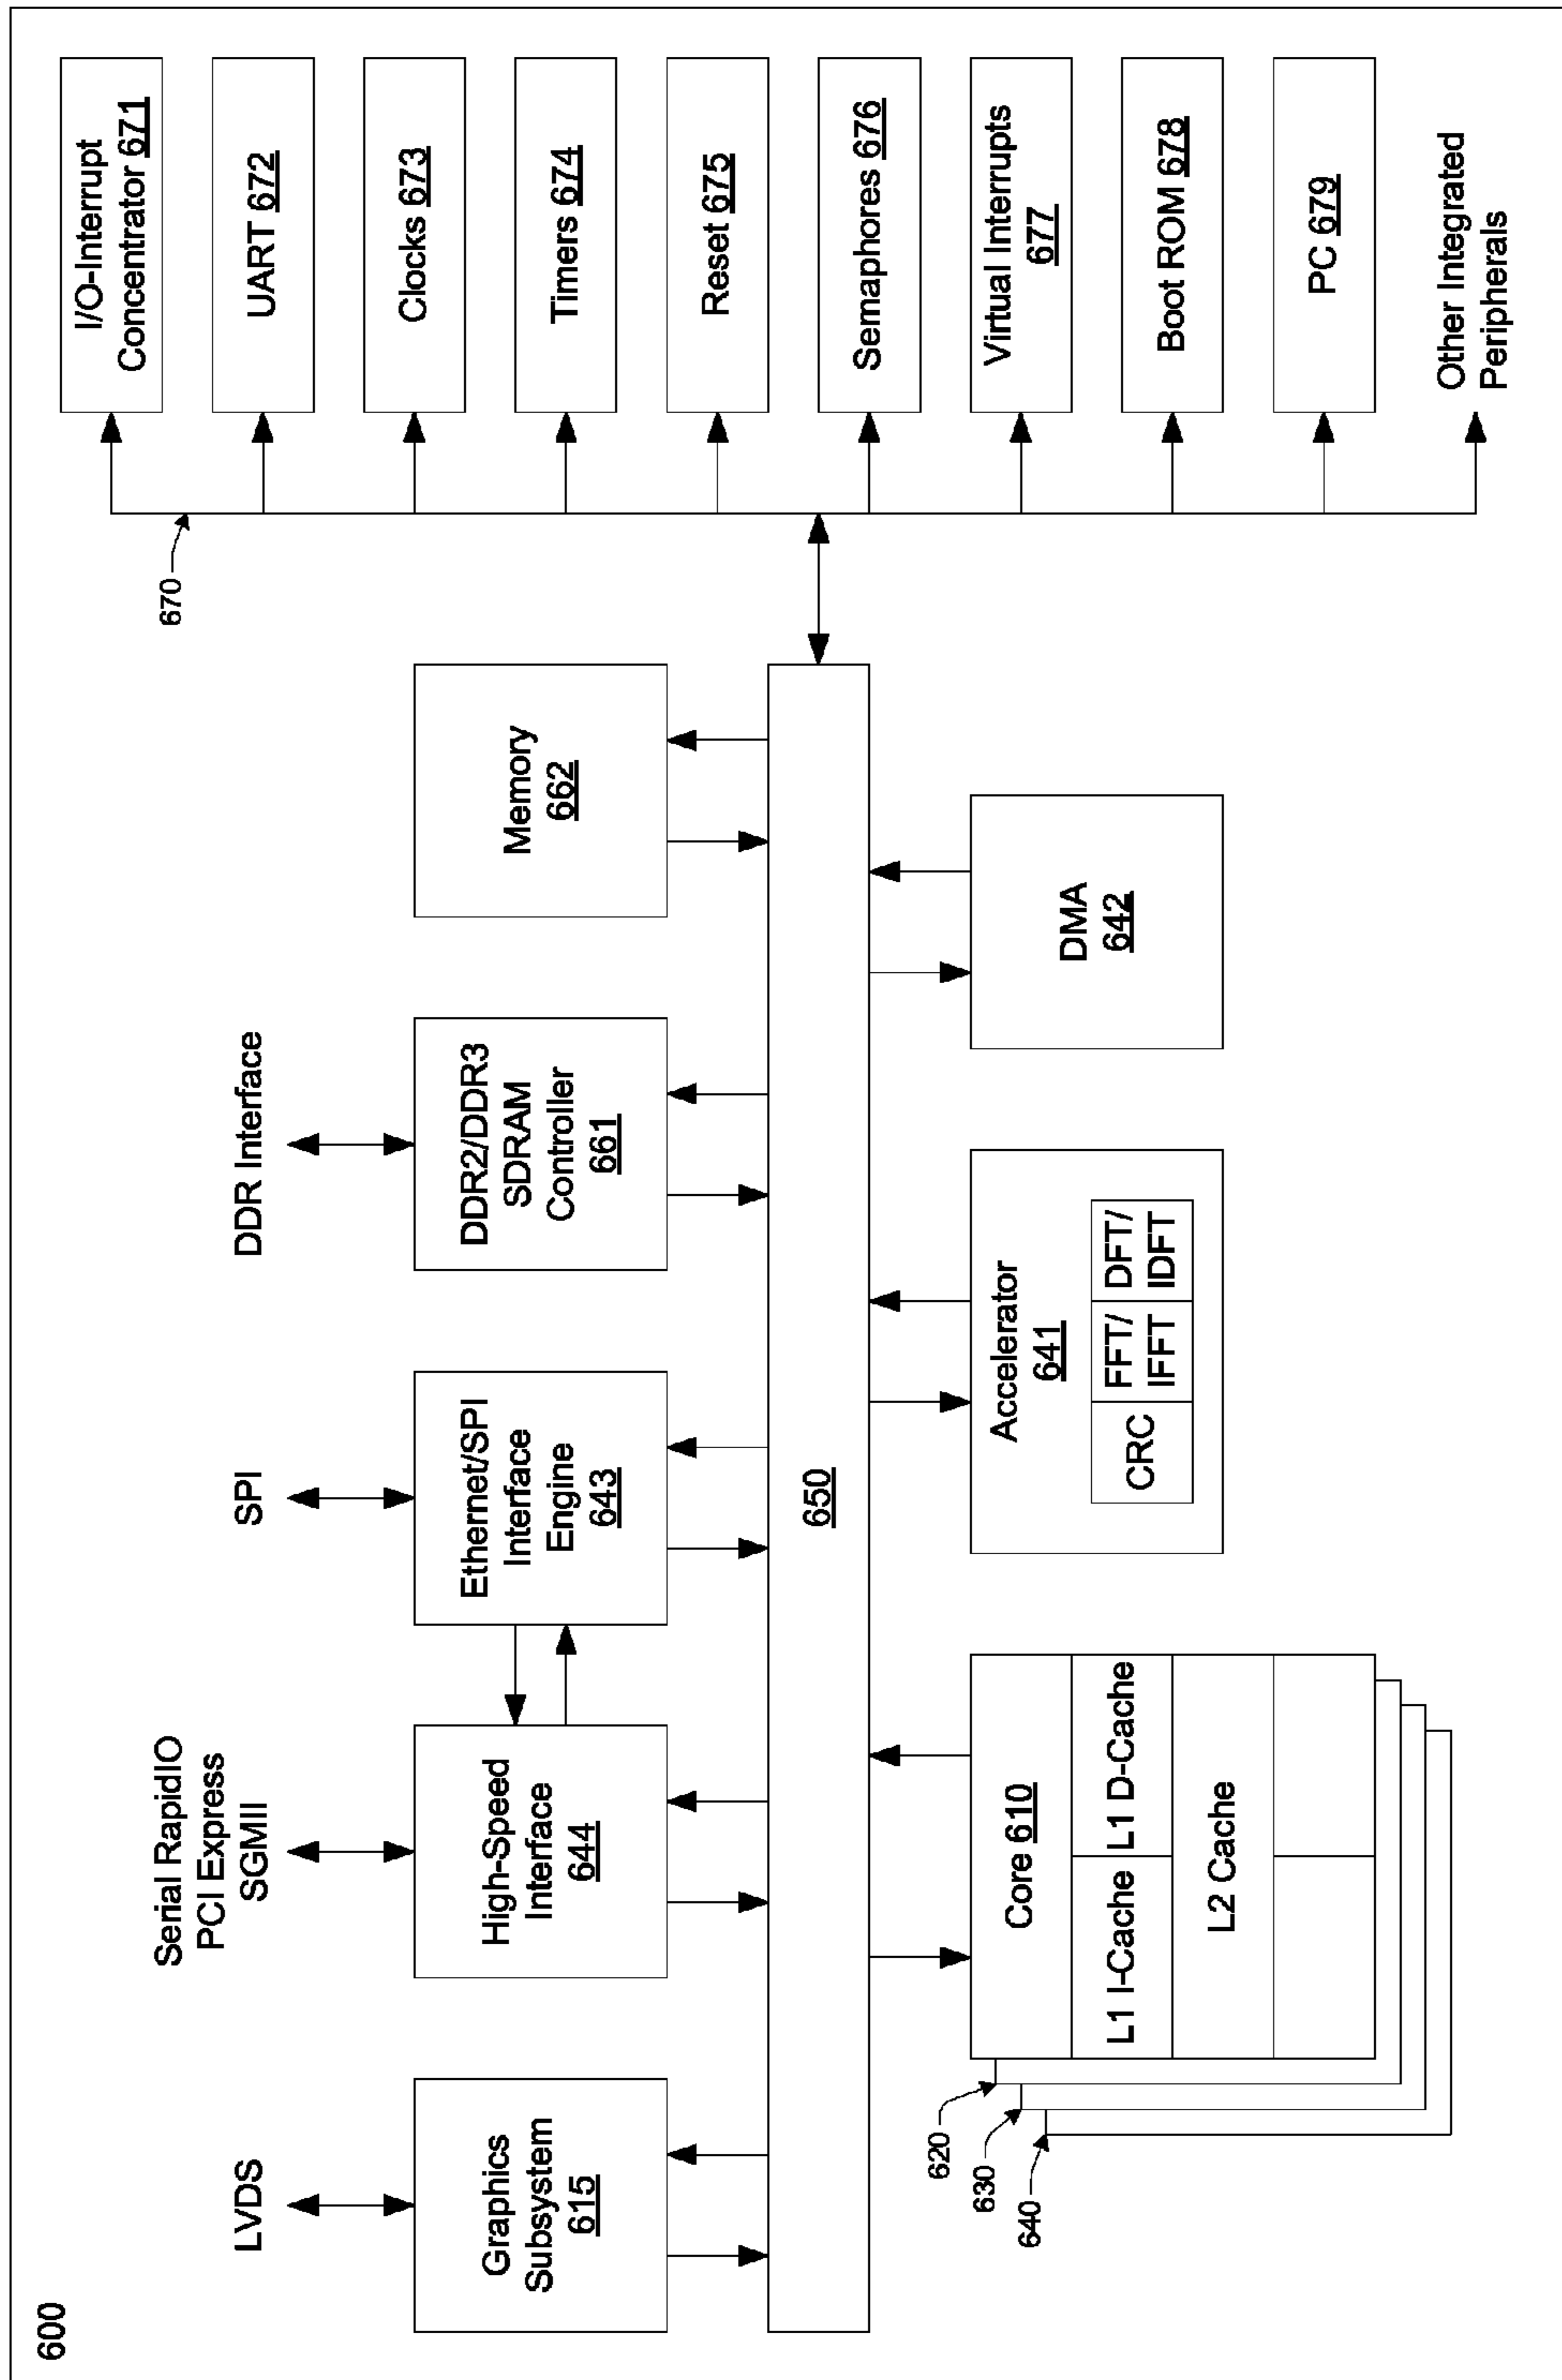 600
LVDS
Serial RapidIO
PCI Express
SGMII
SPI
DDR Interface
Graphics
Subsystem
615
High-Speed
Interface
644
Ethernet/SPI
Interface
Engine
643
DDR2/DDR3
SDRAM
Controller
661
Memory
662
650
620
630
640
Core 610
L1 I-Cache
L1 D-Cache
L2 Cache
Accelerator
641
CRC
FFT/
IFFT
DFT/
IDFT
DMA
642
670
I/O-Interrupt
Concentrator 671
UART 672
Clocks 673
Timers 674
Reset 675
Semaphores 676
Virtual Interrupts
677
Boot ROM 678
PC 679
Other Integrated
Peripherals